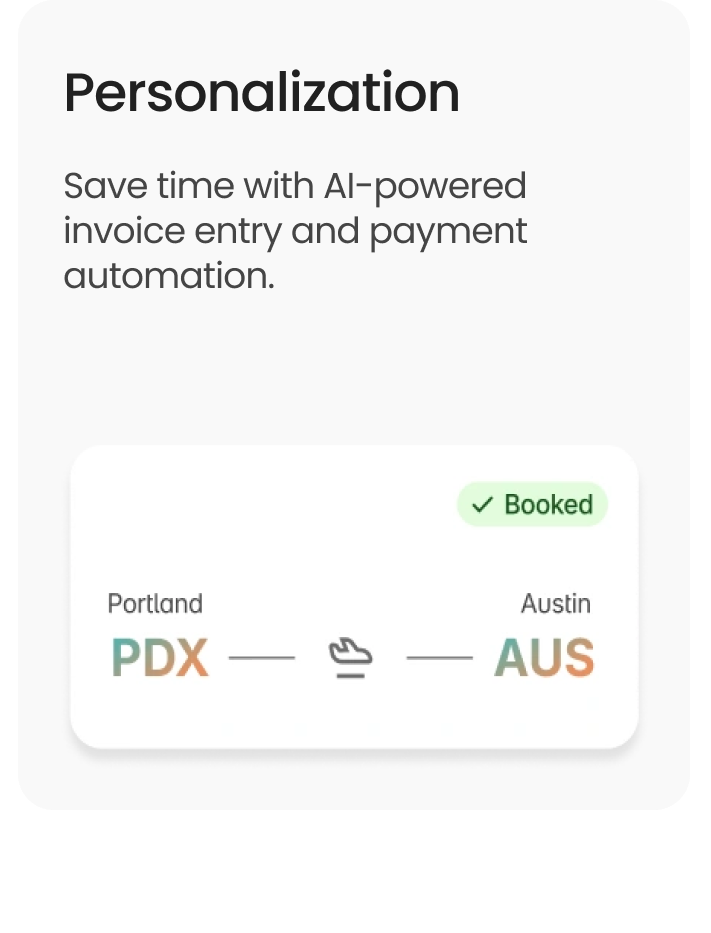 Personalization
Save time with AI-powered
invoice entry and payment
automation.
Booked
Portland
Austin
PDX
AUS